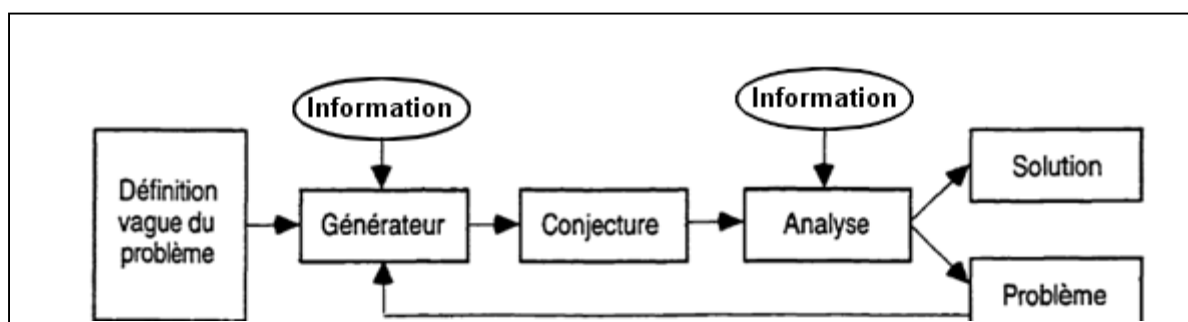 Information
Information
Définition
vague du
problème
Générateur
Conjecture
Analyse
Solution
Problème